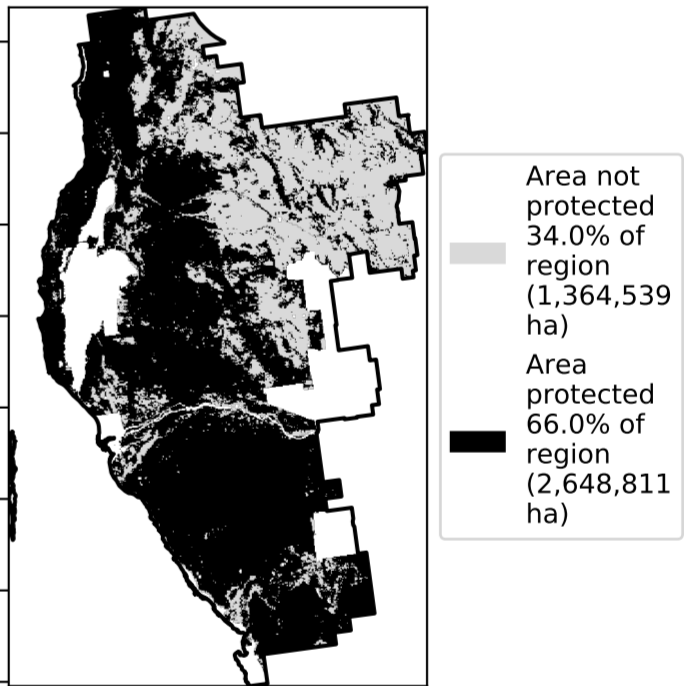 Area not
protected
34.0% of
region
(1,364,539
ha)
Area
protected
66.0% of
region
(2,648,811
ha)